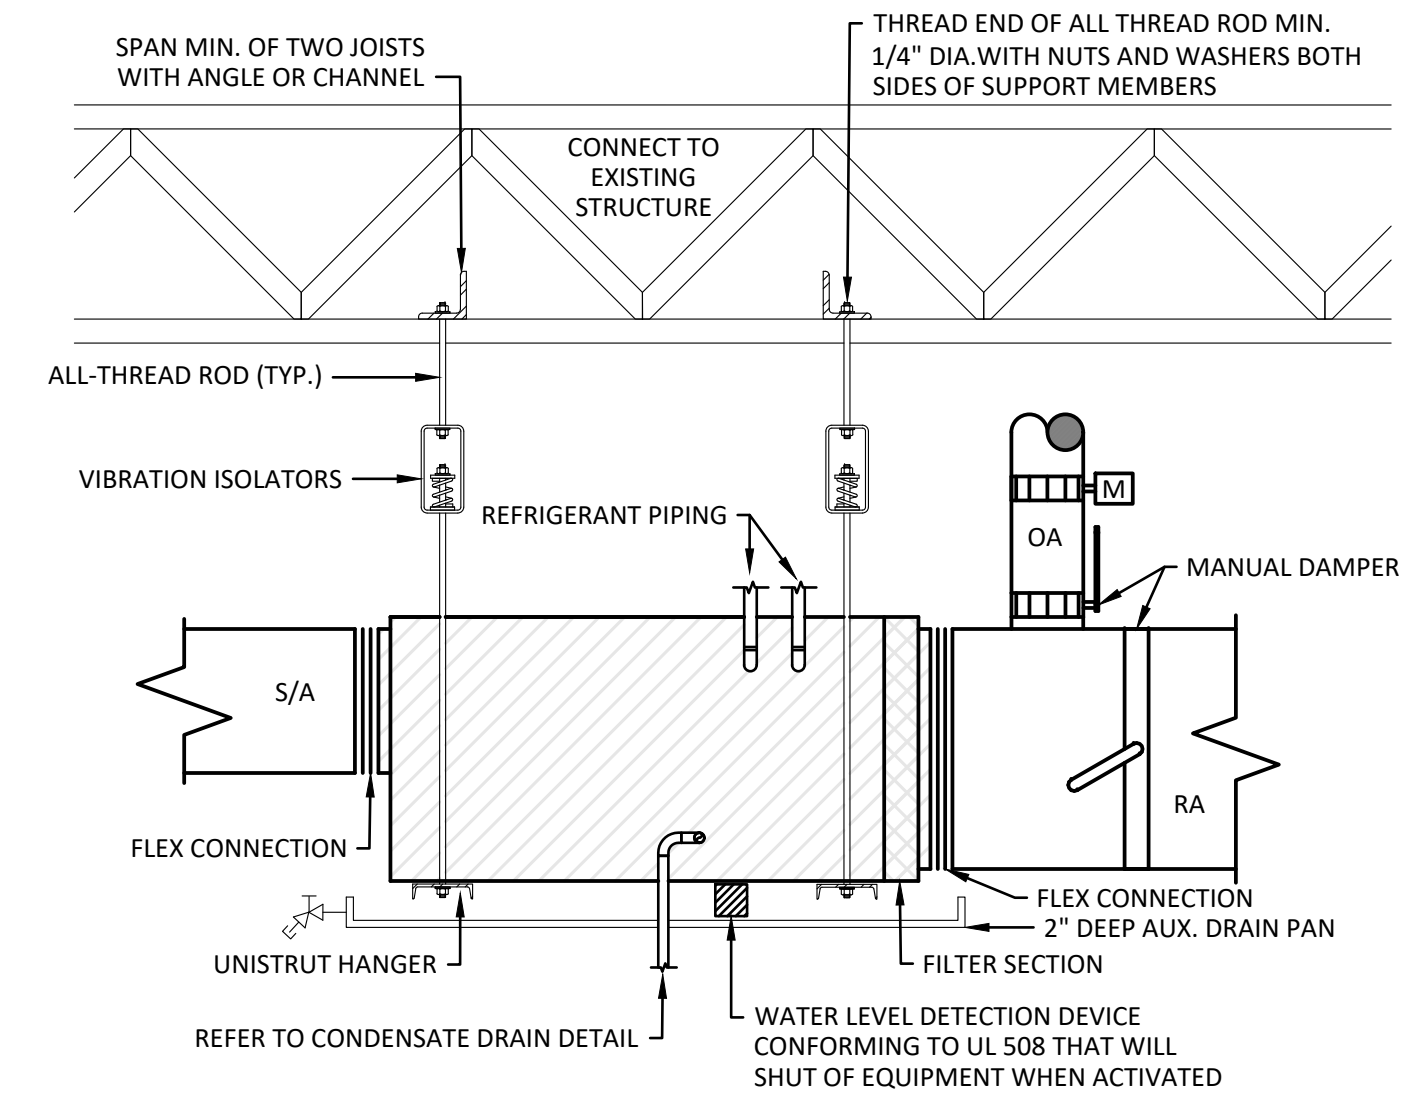 THREAD END OF ALL THREAD ROD MIN.
1/4" DIA.WITH NUTS AND WASHERS BOTH
SIDES OF SUPPORT MEMBERS
SPAN MIN. OF TWO JOISTS
WITH ANGLE OR CHANNEL
CONNECT TO
EXISTING
STRUCTURE
ALL-THREAD ROD (TYP.)
VIBRATION ISOLATORS
REFRIGERANT PIPING
M
OA
MANUAL DAMPER
S/A
RA
FLEX CONNECTION
FLEX CONNECTION
2" DEEP AUX. DRAIN PAN
UNISTRUT HANGER
FILTER SECTION
REFER TO CONDENSATE DRAIN DETAIL
WATER LEVEL DETECTION DEVICE
CONFORMING TO UL 508 THAT WILL
SHUT OF EQUIPMENT WHEN ACTIVATED